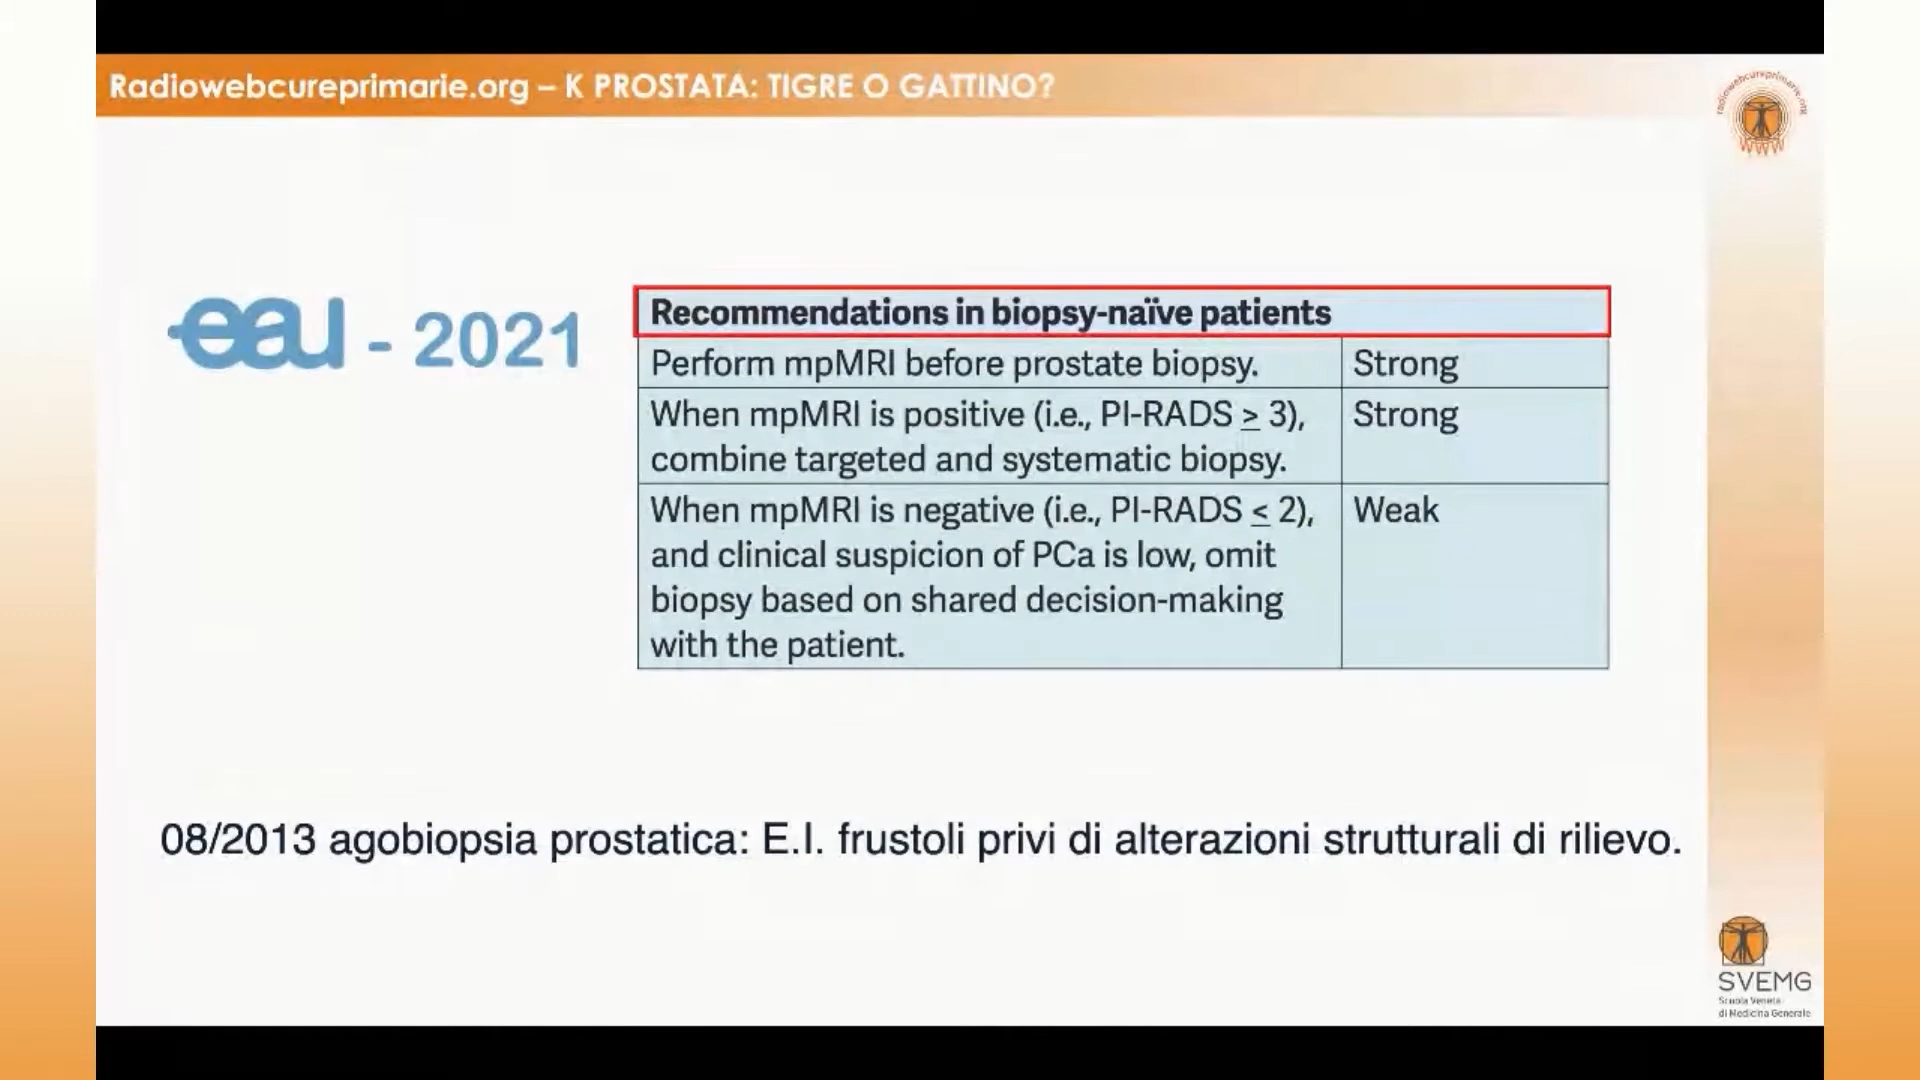 Radiowebcureprimarie.org – K PROSTATA: TIGRE O GATTINO?
radiowebcureprimarie.org
WWW
eau - 2021
Recommendations in biopsy-naïve patients
Perform mpMRI before prostate biopsy. Strong
When mpMRI is positive (i.e., PI-RADS ≥ 3), Strong
combine targeted and systematic biopsy.
When mpMRI is negative (i.e., PI-RADS ≤ 2), Weak
and clinical suspicion of PCa is low, omit
biopsy based on shared decision-making
with the patient.
08/2013 agobiopsia prostatica: E.I. frustoli privi di alterazioni strutturali di rilievo.
SVEMG
Scuola Veneta
di Medicina Generale